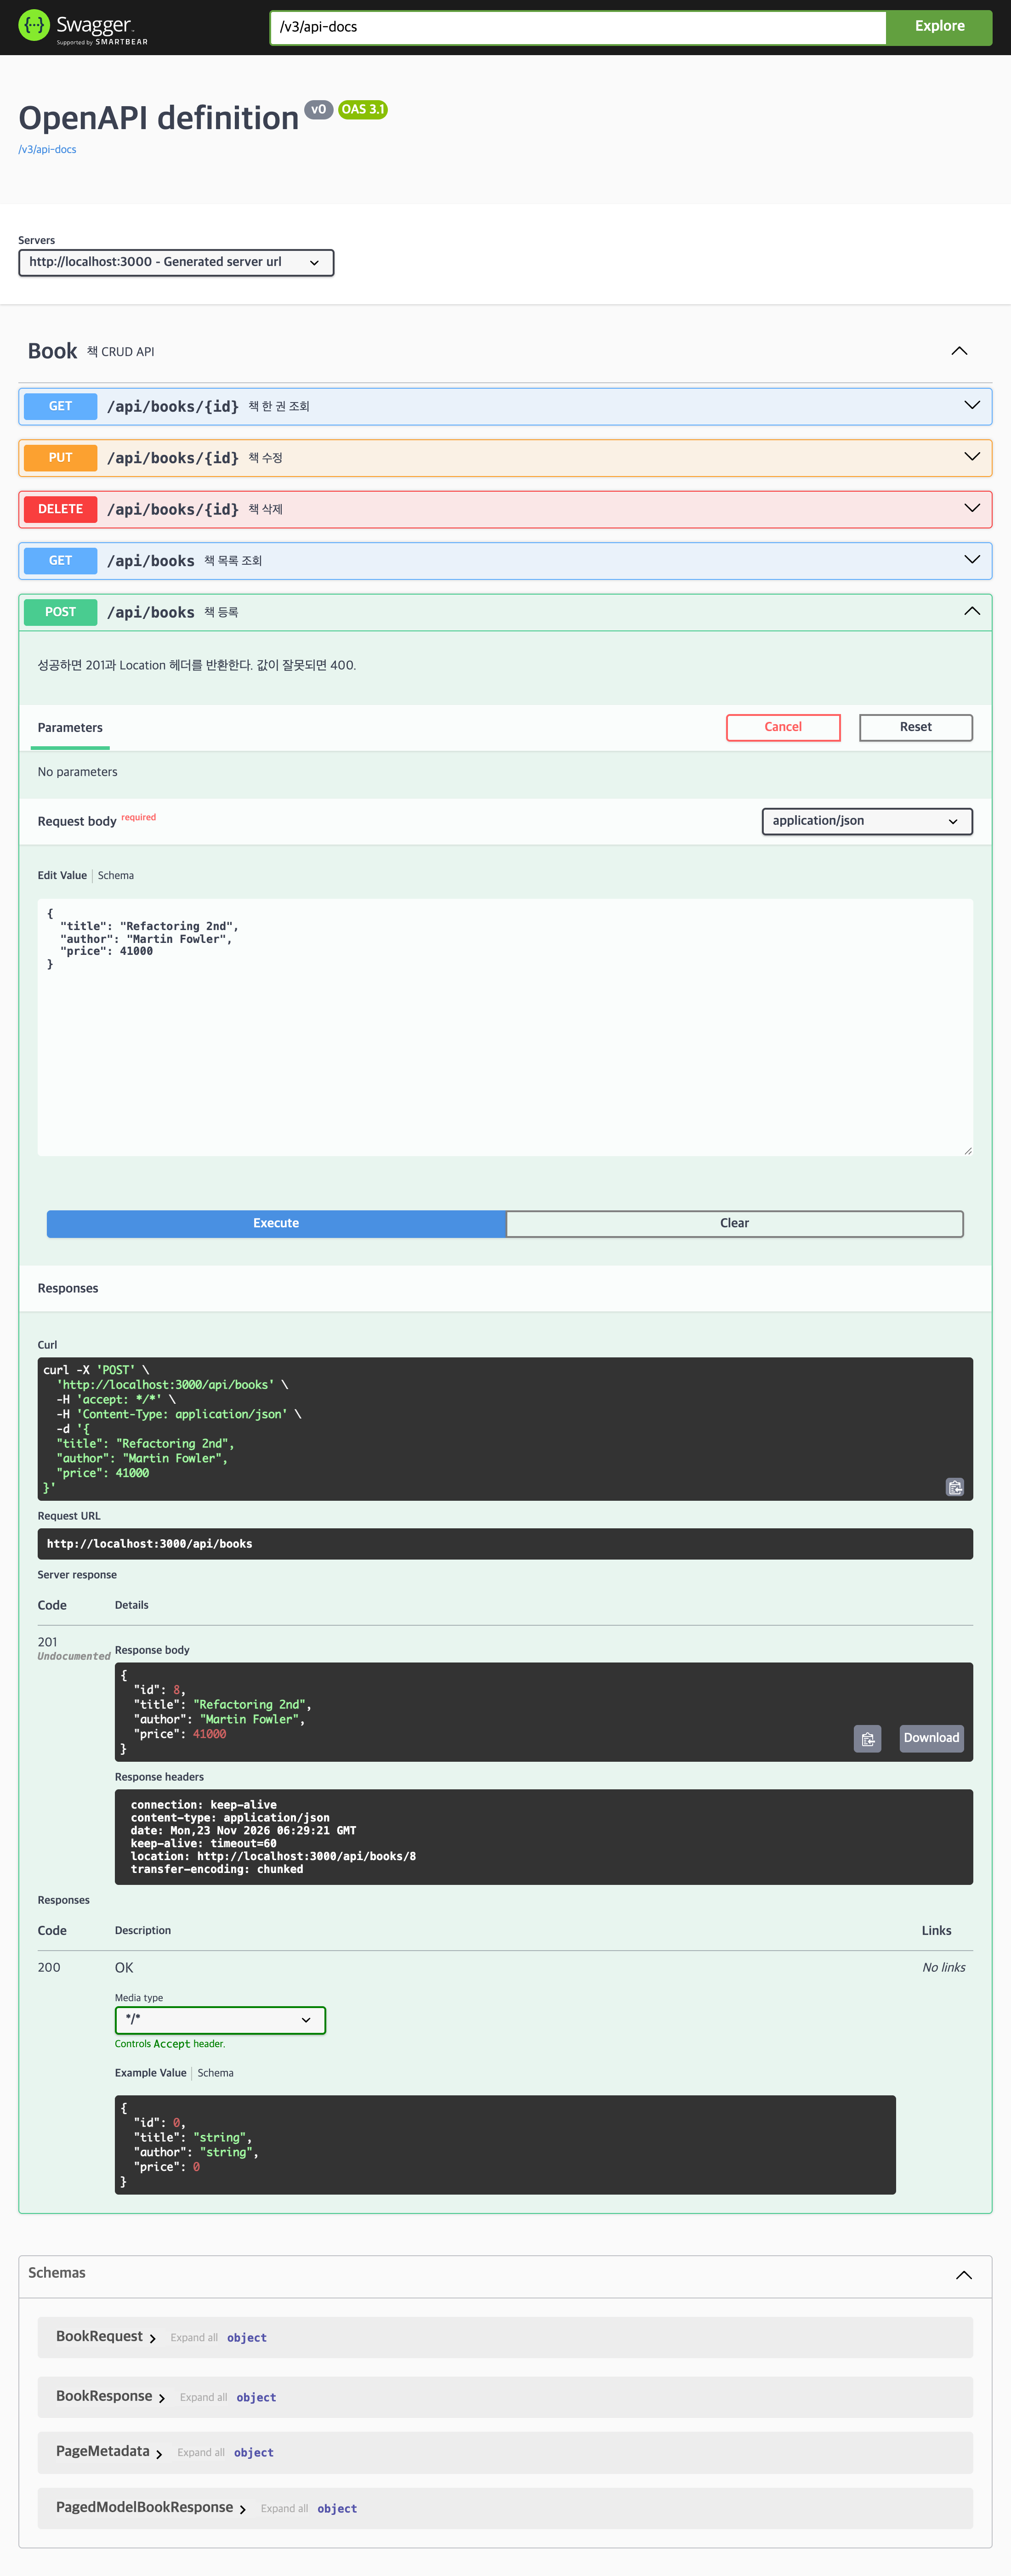 Swagger.
Supported by SMARTBEAR
/v3/api-docs
Explore
OpenAPI definition v0 OAS 3.1
/v3/api-docs
Servers
http://localhost:3000 - Generated server url
Book 책 CRUD API
GET /api/books/{id} 책 한 권 조회
PUT /api/books/{id} 책 수정
DELETE /api/books/{id} 책 삭제
GET /api/books 책 목록 조회
POST /api/books 책 등록
성공하면 201과 Location 헤더를 반환한다. 값이 잘못되면 400.
Parameters
Cancel
Reset
No parameters
Request body required
application/json
Edit Value | Schema
{
  "title": "Refactoring 2nd",
  "author": "Martin Fowler",
  "price": 41000
}
Execute
Clear
Responses
Curl
curl -X 'POST' \
  'http://localhost:3000/api/books' \
  -H 'accept: */*' \
  -H 'Content-Type: application/json' \
  -d '{
  "title": "Refactoring 2nd",
  "author": "Martin Fowler",
  "price": 41000
}'
Request URL
http://localhost:3000/api/books
Server response
Code Details
201
Undocumented
Response body
{
  "id": 8,
  "title": "Refactoring 2nd",
  "author": "Martin Fowler",
  "price": 41000
}
Download
Response headers
connection: keep-alive
content-type: application/json
date: Mon,23 Nov 2026 06:29:21 GMT
keep-alive: timeout=60
location: http://localhost:3000/api/books/8
transfer-encoding: chunked
Responses
Code Description Links
200 OK No links
Media type
*/*
Controls Accept header.
Example Value | Schema
{
  "id": 0,
  "title": "string",
  "author": "string",
  "price": 0
}
Schemas
BookRequest Expand all object
BookResponse Expand all object
PageMetadata Expand all object
PagedModelBookResponse Expand all object